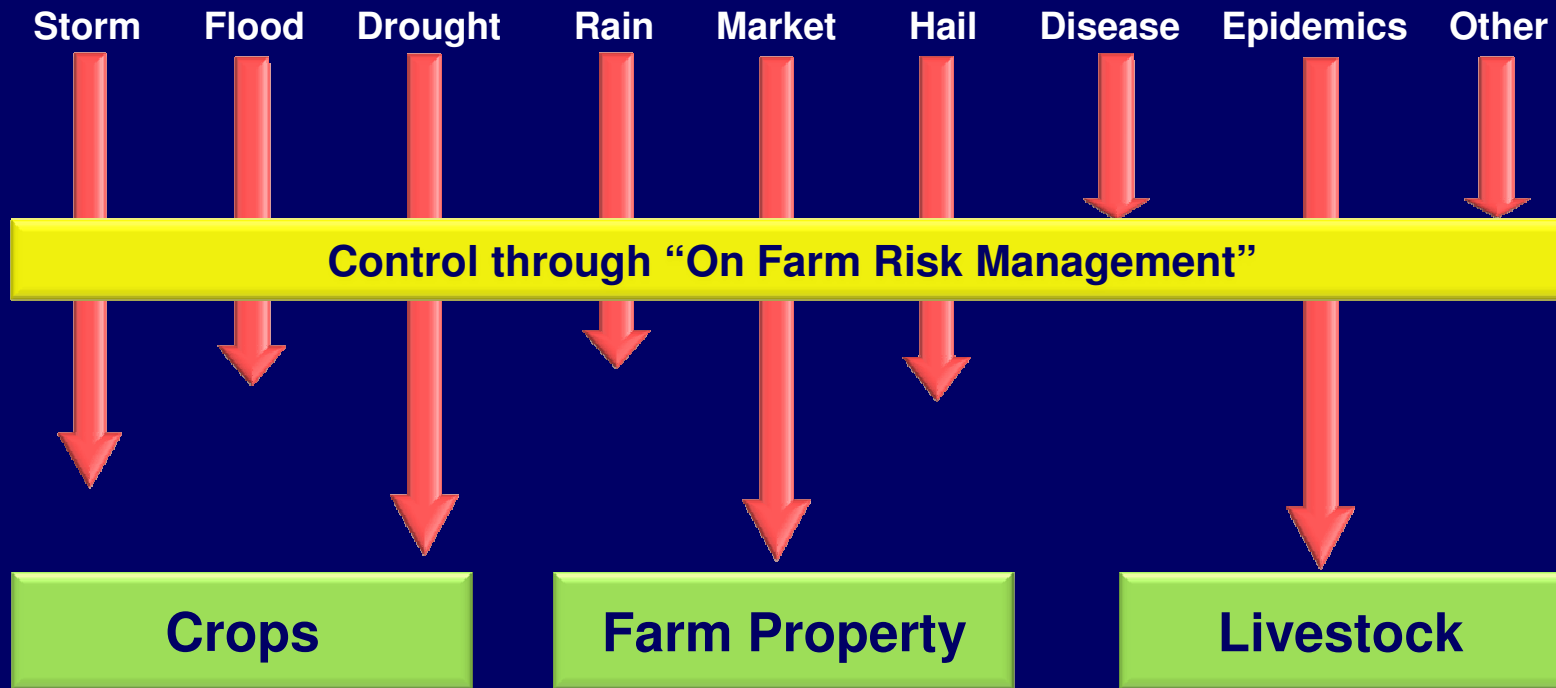 Storm Flood Drought Rain Market Hail Disease Epidemics Other
Control through “On Farm Risk Management”
Crops Farm Property Livestock